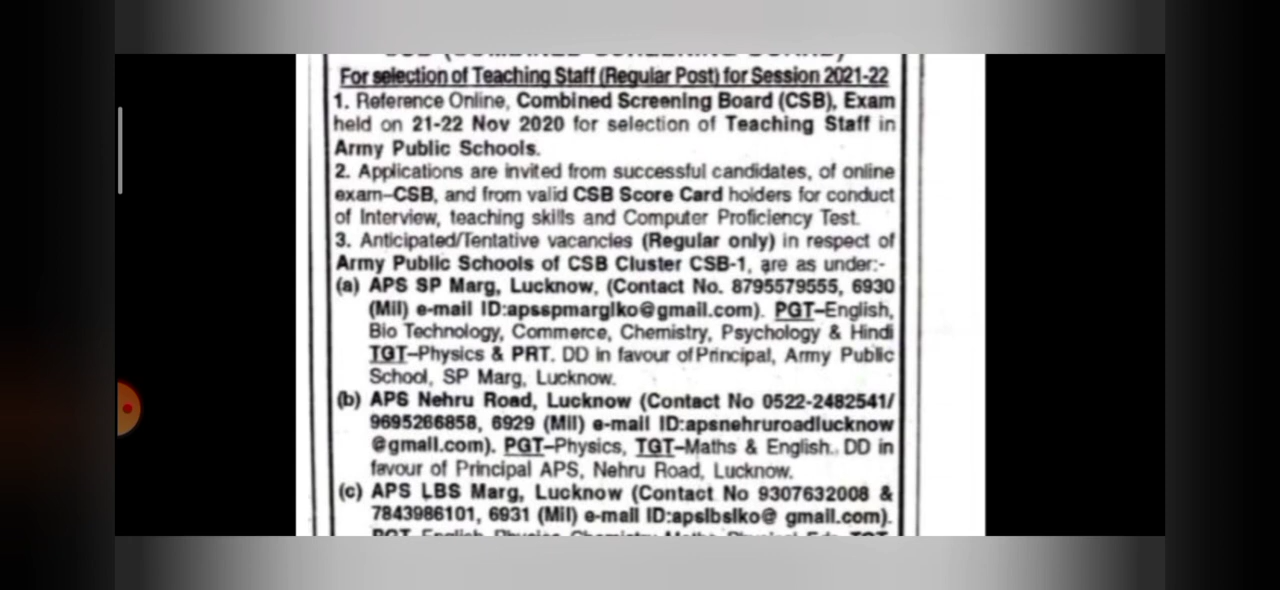 For selection of Teaching Staff (Regular Post) for Session 2021-22
1. Reference Online, Combined Screening Board (CSB), Exam
held on 21-22 Nov 2020 for selection of Teaching Staff in
Army Public Schools.
2. Applications are invited from successful candidates, of online
exam–CSB, and from valid CSB Score Card holders for conduct
of Interview, teaching skills and Computer Proficiency Test.
3. Anticipated/Tentative vacancies (Regular only) in respect of
Army Public Schools of CSB Cluster CSB-1, are as under:-
(a) APS SP Marg, Lucknow, (Contact No. 8795579555, 6930
(Mil) e-mail ID:apsspmarglko@gmail.com). PGT–English,
Bio Technology, Commerce, Chemistry, Psychology & Hindi
TGT–Physics & PRT. DD in favour of Principal, Army Public
School, SP Marg, Lucknow.
(b) APS Nehru Road, Lucknow (Contact No 0522-2482541/
9695266858, 6929 (Mil) e-mail ID:apsnehruroadlucknow
@gmail.com). PGT–Physics, TGT–Maths & English. DD in
favour of Principal APS, Nehru Road, Lucknow.
(c) APS LBS Marg, Lucknow (Contact No 9307632008 &
7843986101, 6931 (Mil) e-mail ID:apslbslko@ gmail.com).